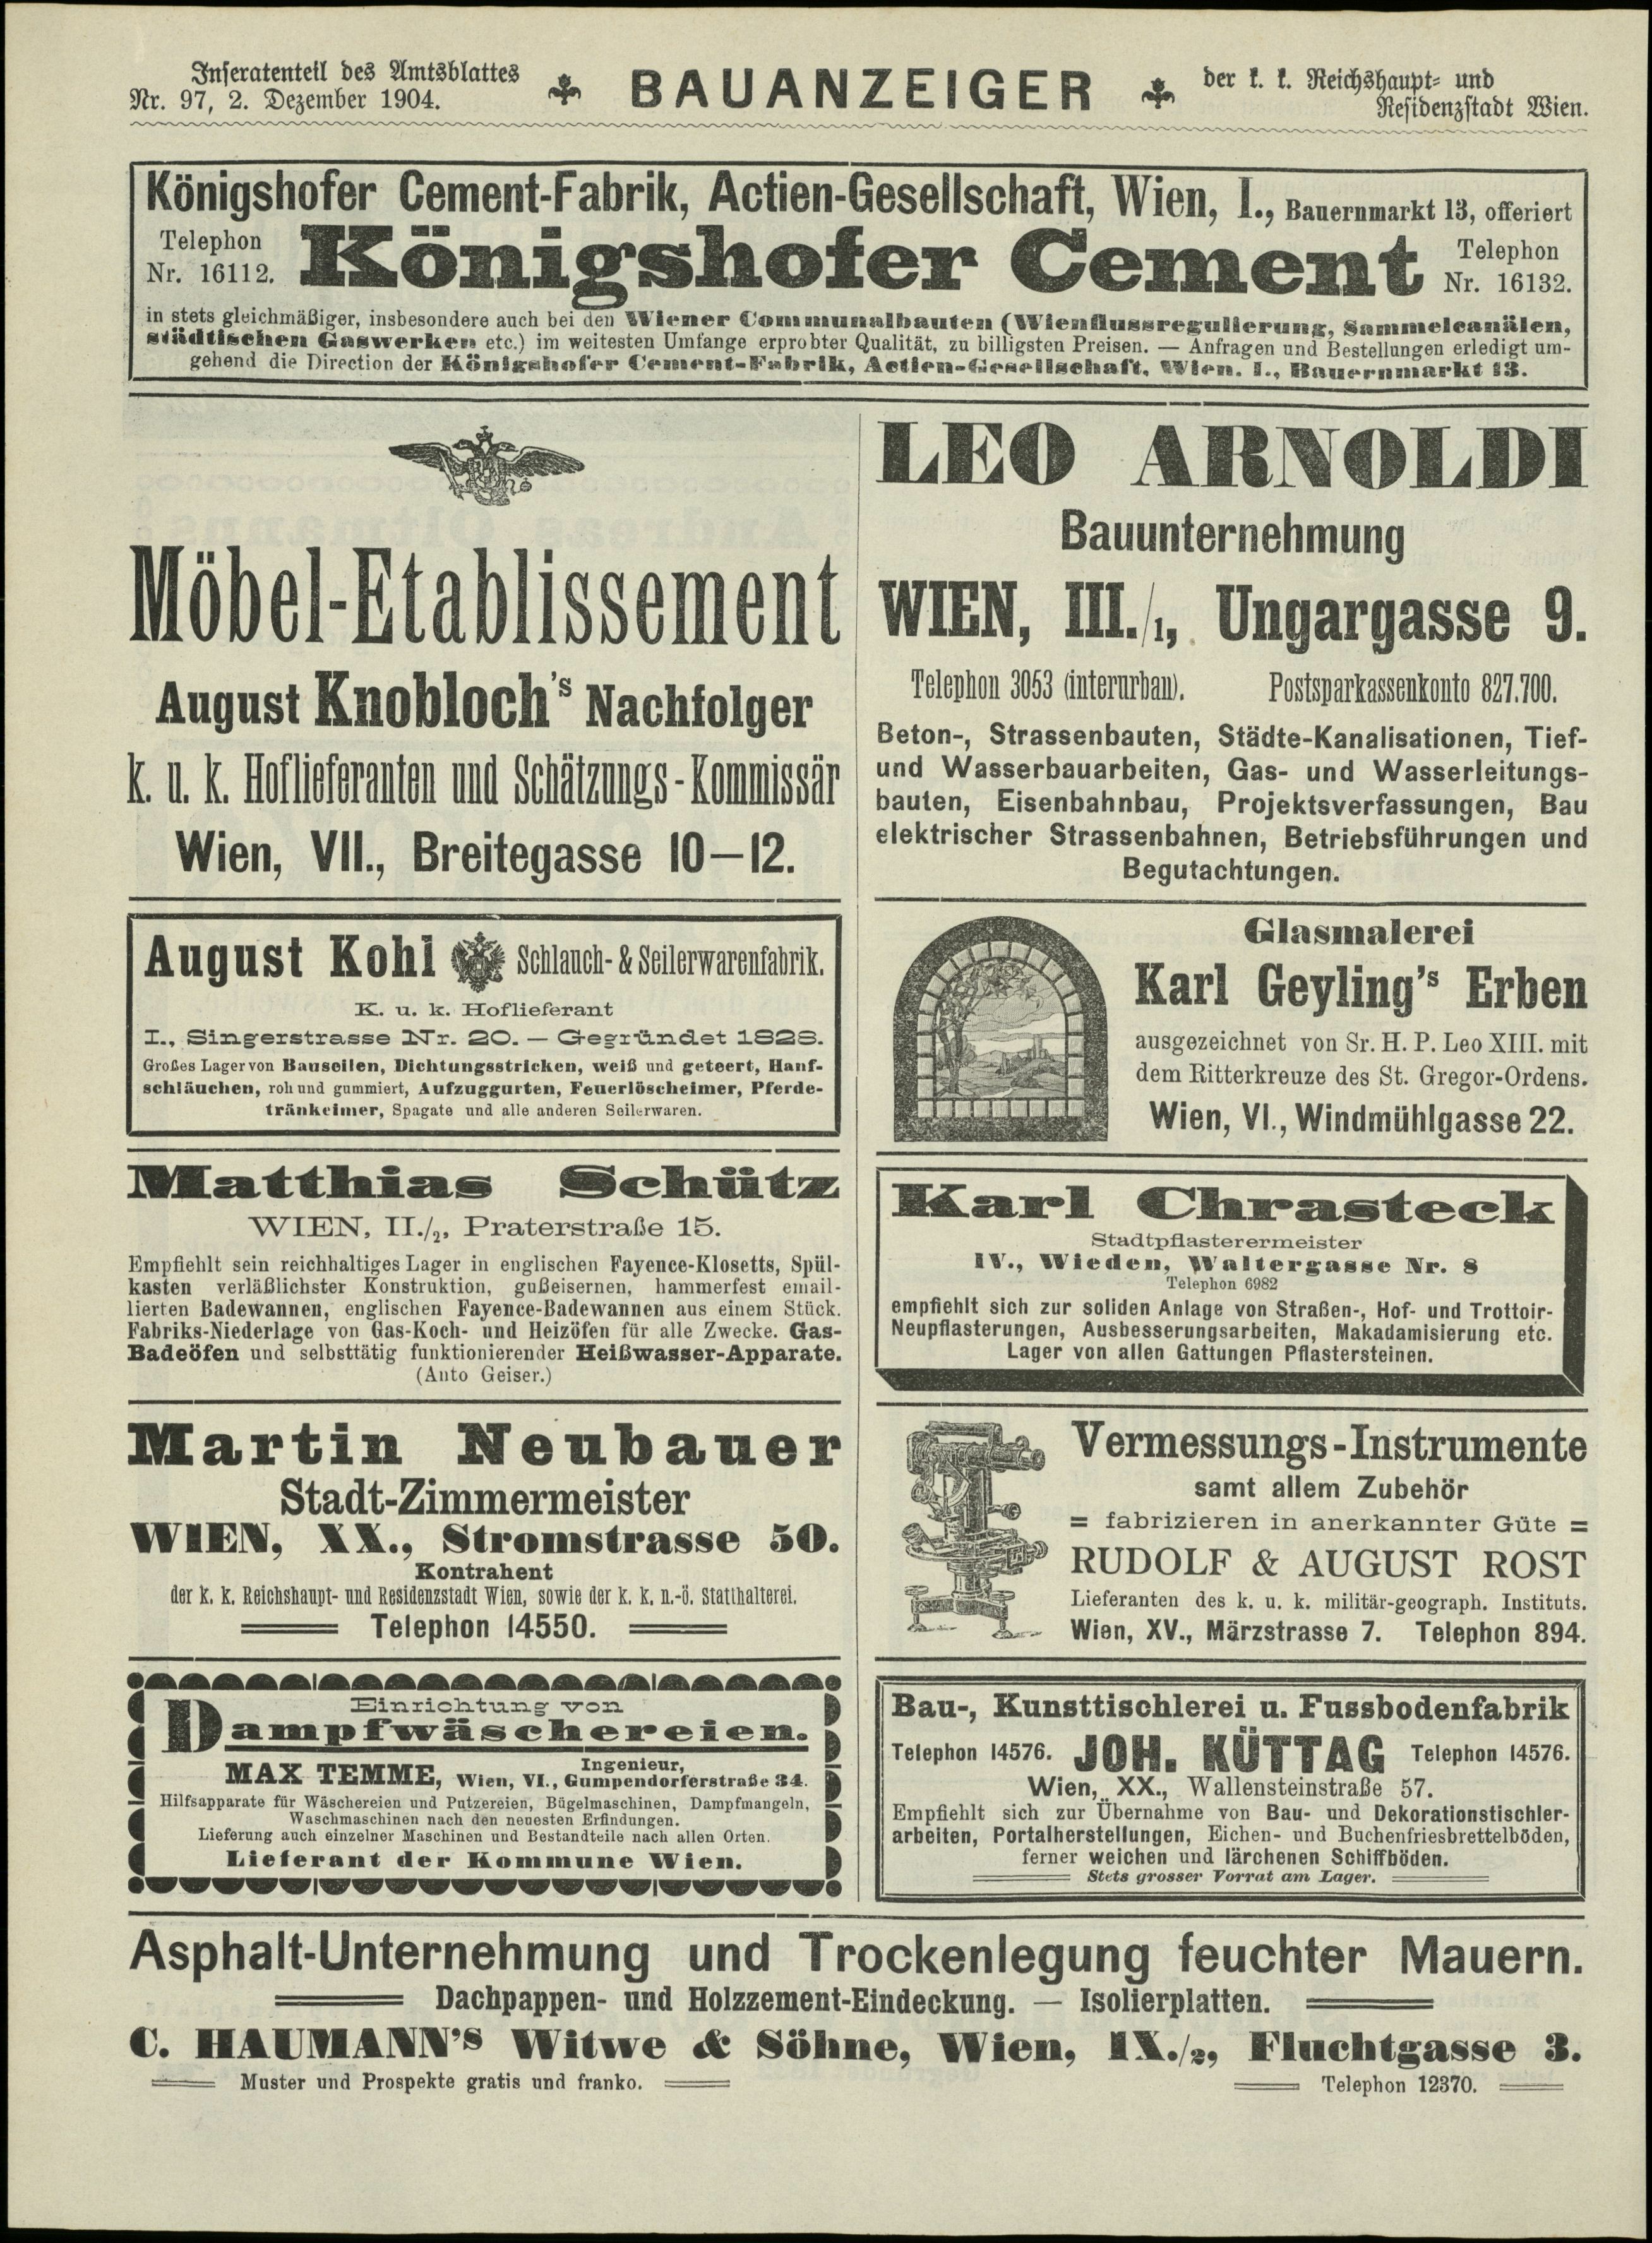 Inseratenteil des Amtsblattes
Nr. 97, 2. Dezember 1904.
BAUANZEIGER
der k. k. Reichshaupt- und
Residenzstadt Wien.
Königshofer Cement-Fabrik, Actien-Gesellschaft, Wien, I., Bauernmarkt 13, offeriert
Telephon
Nr. 16112.
Königshofer Cement
Telephon
Nr. 16132.
in stets gleichmäßiger, insbesondere auch bei den Wiener Communalbauten (Wienflussregulierung, Sammelcanälen,
städtischen Gaswerken etc.) im weitesten Umfange erprobter Qualität, zu billigsten Preisen. — Anfragen und Bestellungen erledigt um-
gehend die Direction der Königshofer Cement-Fabrik, Actien-Gesellschaft, Wien. I., Bauernmarkt 13.
Möbel-Etablissement
August Knobloch's Nachfolger
k. u. k. Hoflieferanten und Schätzungs-Kommissär
Wien, VII., Breitegasse 10—12.
August Kohl Schlauch- & Seilerwarenfabrik.
K. u. k. Hoflieferant
I., Singerstrasse Nr. 20. — Gegründet 1828.
Großes Lager von Bauseilen, Dichtungsstricken, weiß und geteert, Hanf-
schläuchen, roh und gummiert, Aufzuggurten, Feuerlöscheimer, Pferde-
tränkeimer, Spagate und alle anderen Seilerwaren.
Matthias Schütz
WIEN, II./2, Praterstraße 15.
Empfiehlt sein reichhaltiges Lager in englischen Fayence-Klosetts, Spül-
kasten verläßlichster Konstruktion, gußeisernen, hammerfest email-
lierten Badewannen, englischen Fayence-Badewannen aus einem Stück.
Fabriks-Niederlage von Gas-Koch- und Heizöfen für alle Zwecke. Gas-
Badeöfen und selbsttätig funktionierender Heißwasser-Apparate.
(Auto Geiser.)
Martin Neubauer
Stadt-Zimmermeister
WIEN, XX., Stromstrasse 50.
Kontrahent
der k. k. Reichshaupt- und Residenzstadt Wien, sowie der k. k. n.-ö. Statthalterei.
Telephon 14550.
Einrichtung von
Dampfwäschereien.
MAX TEMME, Ingenieur,
Wien, VI., Gumpendorferstraße 34.
Hilfsapparate für Wäschereien und Putzereien, Bügelmaschinen, Dampfmangeln,
Waschmaschinen nach den neuesten Erfindungen.
Lieferung auch einzelner Maschinen und Bestandteile nach allen Orten.
Lieferant der Kommune Wien.
LEO ARNOLDI
Bauunternehmung
WIEN, III./1, Ungargasse 9.
Telephon 3053 (interurban). Postsparkassenkonto 827.700.
Beton-, Strassenbauten, Städte-Kanalisationen, Tief-
und Wasserbauarbeiten, Gas- und Wasserleitungs-
bauten, Eisenbahnbau, Projektsverfassungen, Bau
elektrischer Strassenbahnen, Betriebsführungen und
Begutachtungen.
Glasmalerei
Karl Geyling's Erben
ausgezeichnet von Sr. H. P. Leo XIII. mit
dem Ritterkreuze des St. Gregor-Ordens.
Wien, VI., Windmühlgasse 22.
Karl Chrasteck
Stadtpflasterermeister
IV., Wieden, Waltergasse Nr. 8
Telephon 6982
empfiehlt sich zur soliden Anlage von Straßen-, Hof- und Trottoir-
Neupflasterungen, Ausbesserungsarbeiten, Makadamisierung etc.
Lager von allen Gattungen Pflastersteinen.
Vermessungs-Instrumente
samt allem Zubehör
= fabrizieren in anerkannter Güte =
RUDOLF & AUGUST ROST
Lieferanten des k. u. k. militär-geograph. Instituts.
Wien, XV., Märzstrasse 7. Telephon 894.
Bau-, Kunsttischlerei u. Fussbodenfabrik
Telephon 14576. JOH. KÜTTAG Telephon 14576.
Wien, XX., Wallensteinstraße 57.
Empfiehlt sich zur Übernahme von Bau- und Dekorationstischler-
arbeiten, Portalherstellungen, Eichen- und Buchenfriesbrettelböden,
ferner weichen und lärchenen Schiffböden.
Stets grosser Vorrat am Lager.
Asphalt-Unternehmung und Trockenlegung feuchter Mauern.
Dachpappen- und Holzzement-Eindeckung. — Isolierplatten.
C. HAUMANN'S Witwe & Söhne, Wien, IX./2, Fluchtgasse 3.
Muster und Prospekte gratis und franko.
Telephon 12370.